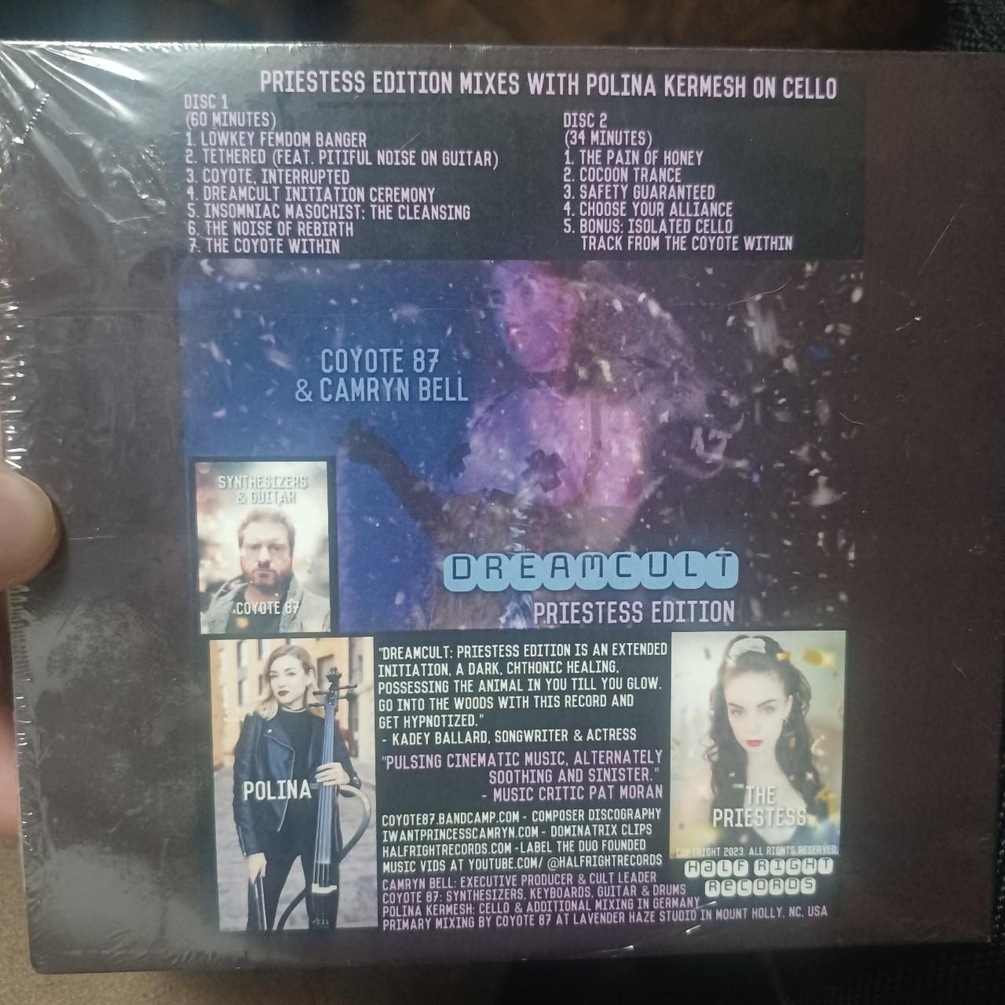 PRIESTESS EDITION MIXES WITH POLINA KERMESH ON CELLO
DISC 1
(60 MINUTES)
1. LOWKEY FEMDOM BANGER
2. TETHERED (FEAT. PITIFUL NOISE ON GUITAR)
3. COYOTE, INTERRUPTED
4. DREAMCULT INITIATION CEREMONY
5. INSOMNIAC MASOCHIST: THE CLEANSING
6. THE NOISE OF REBIRTH
7. THE COYOTE WITHIN
DISC 2
(34 MINUTES)
1. THE PAIN OF HONEY
2. COCOON TRANCE
3. SAFETY GUARANTEED
4. CHOOSE YOUR ALLIANCE
5. BONUS: ISOLATED CELLO
TRACK FROM THE COYOTE WITHIN
COYOTE 87
& CAMRYN BELL
SYNTHESIZERS
& GUITAR
COYOTE 87
DREAMCULT
PRIESTESS EDITION
POLINA
"DREAMCULT: PRIESTESS EDITION IS AN EXTENDED
INITIATION, A DARK, CHTHONIC HEALING,
POSSESSING THE ANIMAL IN YOU TILL YOU GLOW.
GO INTO THE WOODS WITH THIS RECORD AND
GET HYPNOTIZED."
- KADEY BALLARD, SONGWRITER & ACTRESS
"PULSING CINEMATIC MUSIC, ALTERNATELY
SOOTHING AND SINISTER."
- MUSIC CRITIC PAT MORAN
COYOTE87.BANDCAMP.COM - COMPOSER DISCOGRAPHY
IWANTPRINCESSCAMRYN.COM - DOMINATRIX CLIPS
HALFRIGHTRECORDS.COM -LABEL THE DUO FOUNDED
MUSIC VIDS AT YOUTUBE.COM/ @HALFRIGHTRECORDS
THE
PRIESTESS
COPYRIGHT 2023. ALL RIGHTS RESERVED.
HALF RIGHT
RECORDS
CAMRYN BELL: EXECUTIVE PRODUCER & CULT LEADER
COYOTE 87: SYNTHESIZERS, KEYBOARDS, GUITAR & DRUMS
POLINA KERMESH: CELLO & ADDITIONAL MIXING IN GERMANY
PRIMARY MIXING BY COYOTE 87 AT LAVENDER HAZE STUDIO IN MOUNT HOLLY, NC, USA